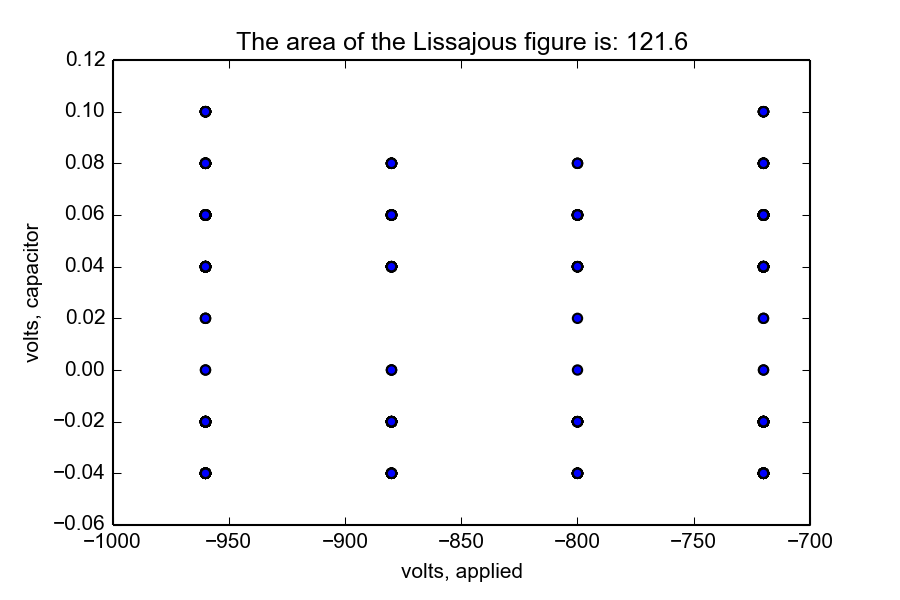 The area of the Lissajous figure is: 121.6
0.12
0.10
0.08
0.06
0.04
0.02
0.00
−0.02
−0.04
−0.06
volts, capacitor
−1000 −950 −900 −850 −800 −750 −700
volts, applied